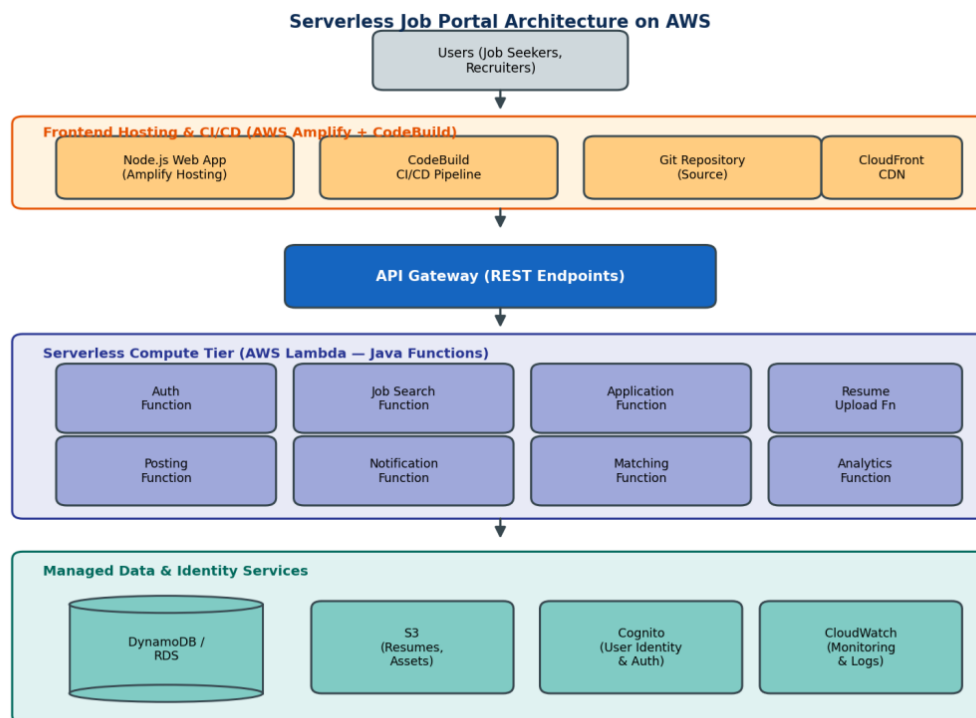 Serverless Job Portal Architecture on AWS
Users (Job Seekers,
Recruiters)
Frontend Hosting & CI/CD (AWS Amplify + CodeBuild)
Node.js Web App
(Amplify Hosting)
CodeBuild
CI/CD Pipeline
Git Repository
(Source)
CloudFront
CDN
API Gateway (REST Endpoints)
Serverless Compute Tier (AWS Lambda — Java Functions)
Auth
Function
Job Search
Function
Application
Function
Resume
Upload Fn
Posting
Function
Notification
Function
Matching
Function
Analytics
Function
Managed Data & Identity Services
DynamoDB /
RDS
S3
(Resumes,
Assets)
Cognito
(User Identity
& Auth)
CloudWatch
(Monitoring
& Logs)